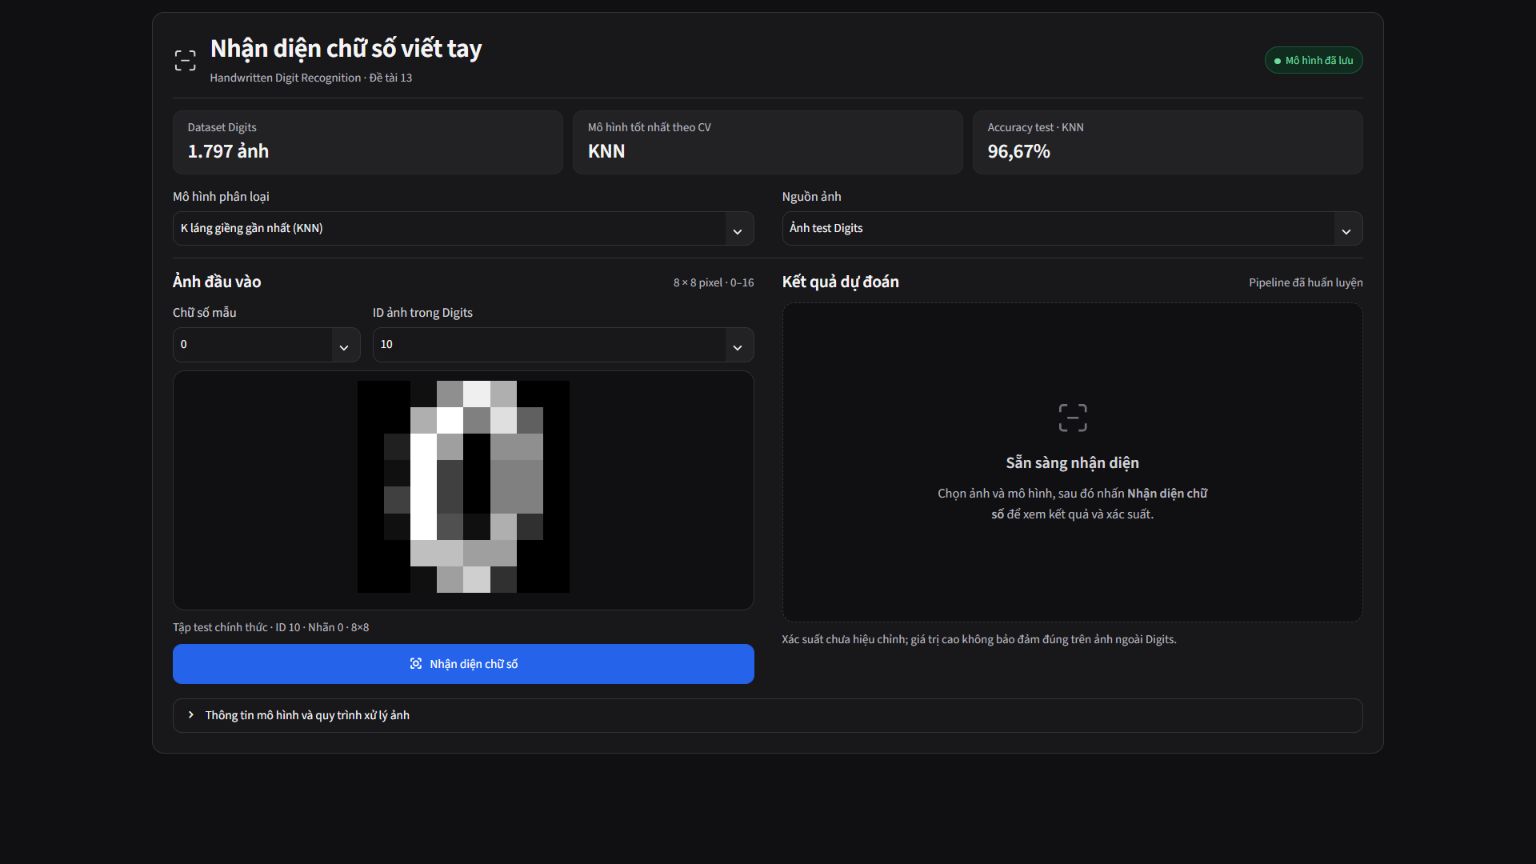 Nhận diện chữ số viết tay
Handwritten Digit Recognition · Đề tài 13
Mô hình đã lưu
Dataset Digits
1.797 ảnh
Mô hình tốt nhất theo CV
KNN
Accuracy test · KNN
96,67%
Mô hình phân loại
K láng giềng gần nhất (KNN)
Nguồn ảnh
Ảnh test Digits
Ảnh đầu vào
8 × 8 pixel · 0–16
Chữ số mẫu
0
ID ảnh trong Digits
10
Tập test chính thức · ID 10 · Nhãn 0 · 8×8
Nhận diện chữ số
Kết quả dự đoán
Pipeline đã huấn luyện
Sẵn sàng nhận diện
Chọn ảnh và mô hình, sau đó nhấn Nhận diện chữ
số để xem kết quả và xác suất.
Xác suất chưa hiệu chỉnh; giá trị cao không bảo đảm đúng trên ảnh ngoài Digits.
Thông tin mô hình và quy trình xử lý ảnh